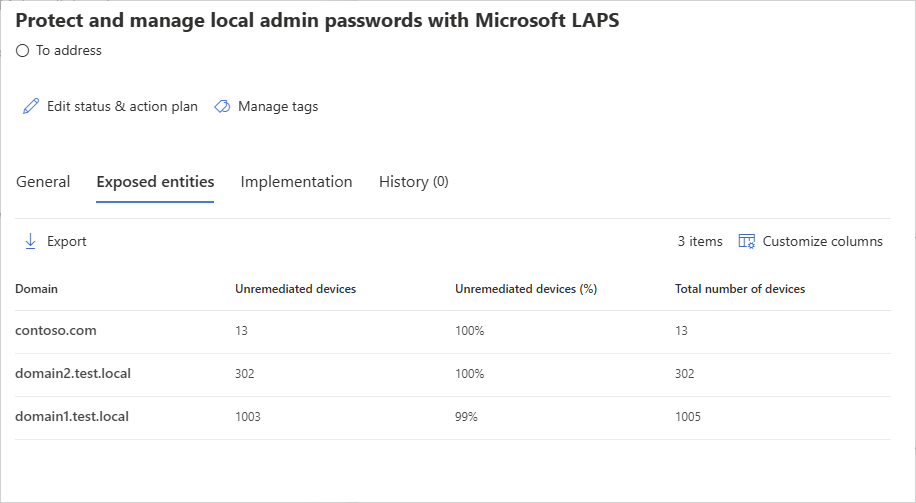 Protect and manage local admin passwords with Microsoft LAPS
To address
Edit status & action plan Manage tags
General Exposed entities Implementation History (0)
Export 3 items Customize columns
Domain Unremediated devices Unremediated devices (%) Total number of devices
contoso.com 13 100% 13
domain2.test.local 302 100% 302
domain1.test.local 1003 99% 1005